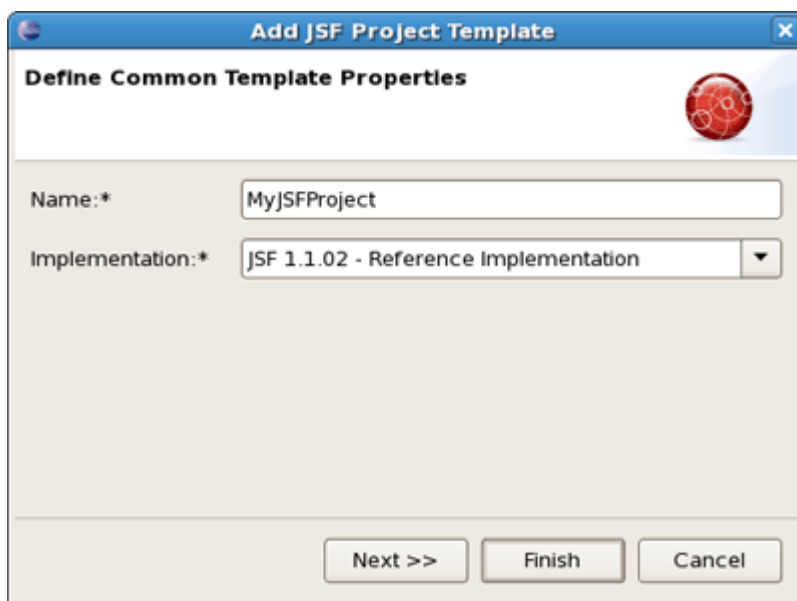 Add JSF Project Template
Define Common Template Properties
Name:* MyJSFProject
Implementation:* JSF 1.1.02 - Reference Implementation
Next >> Finish Cancel